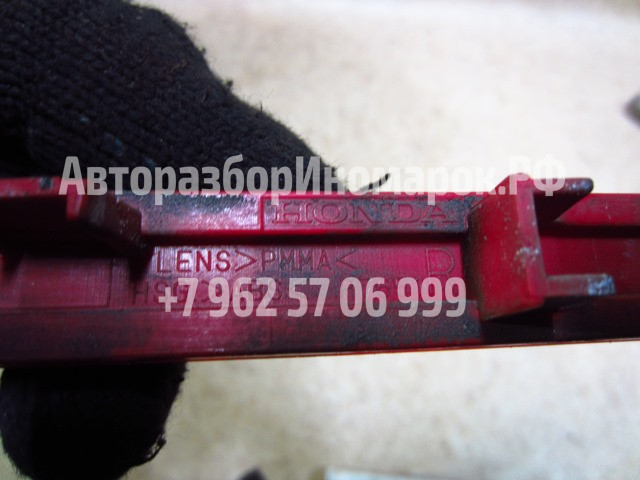 АвторазборИномарок.РФ
HONDA
LENS>PMMA<
+7 962 57 06 999